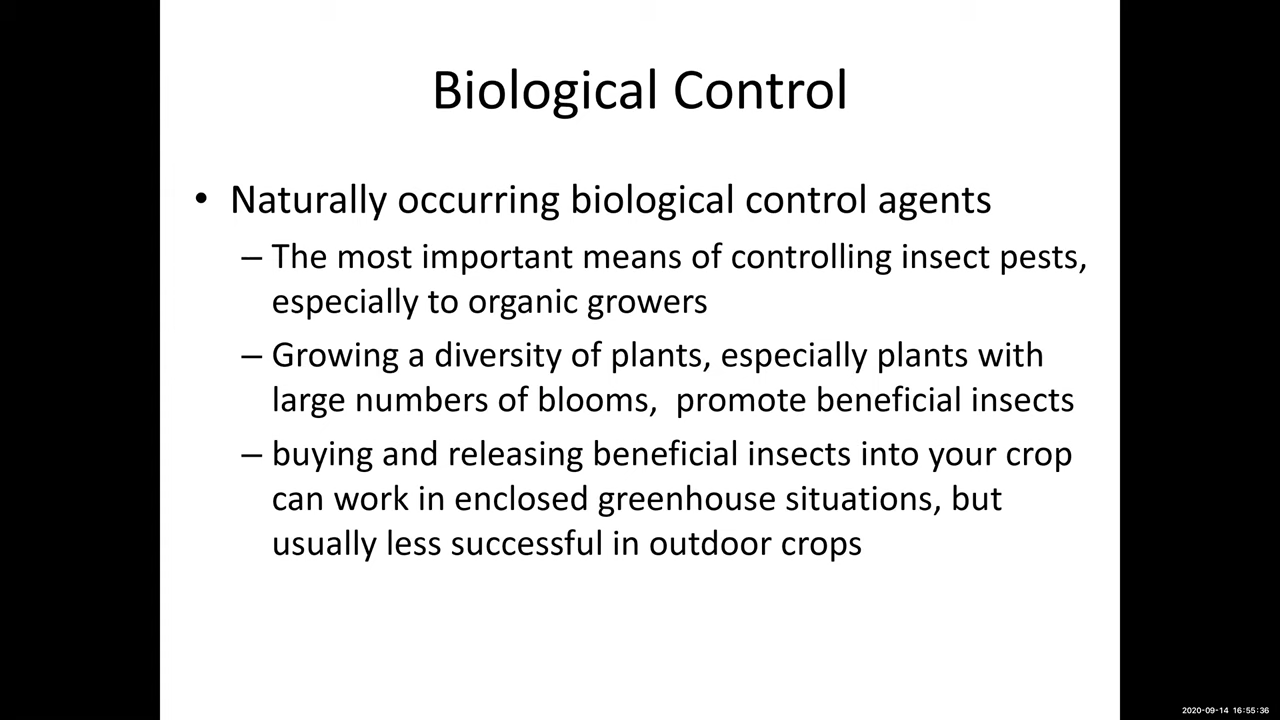 Biological Control
• Naturally occurring biological control agents
– The most important means of controlling insect pests,
especially to organic growers
– Growing a diversity of plants, especially plants with
large numbers of blooms,  promote beneficial insects
– buying and releasing beneficial insects into your crop
can work in enclosed greenhouse situations, but
usually less successful in outdoor crops
2020-09-14 16:55:36